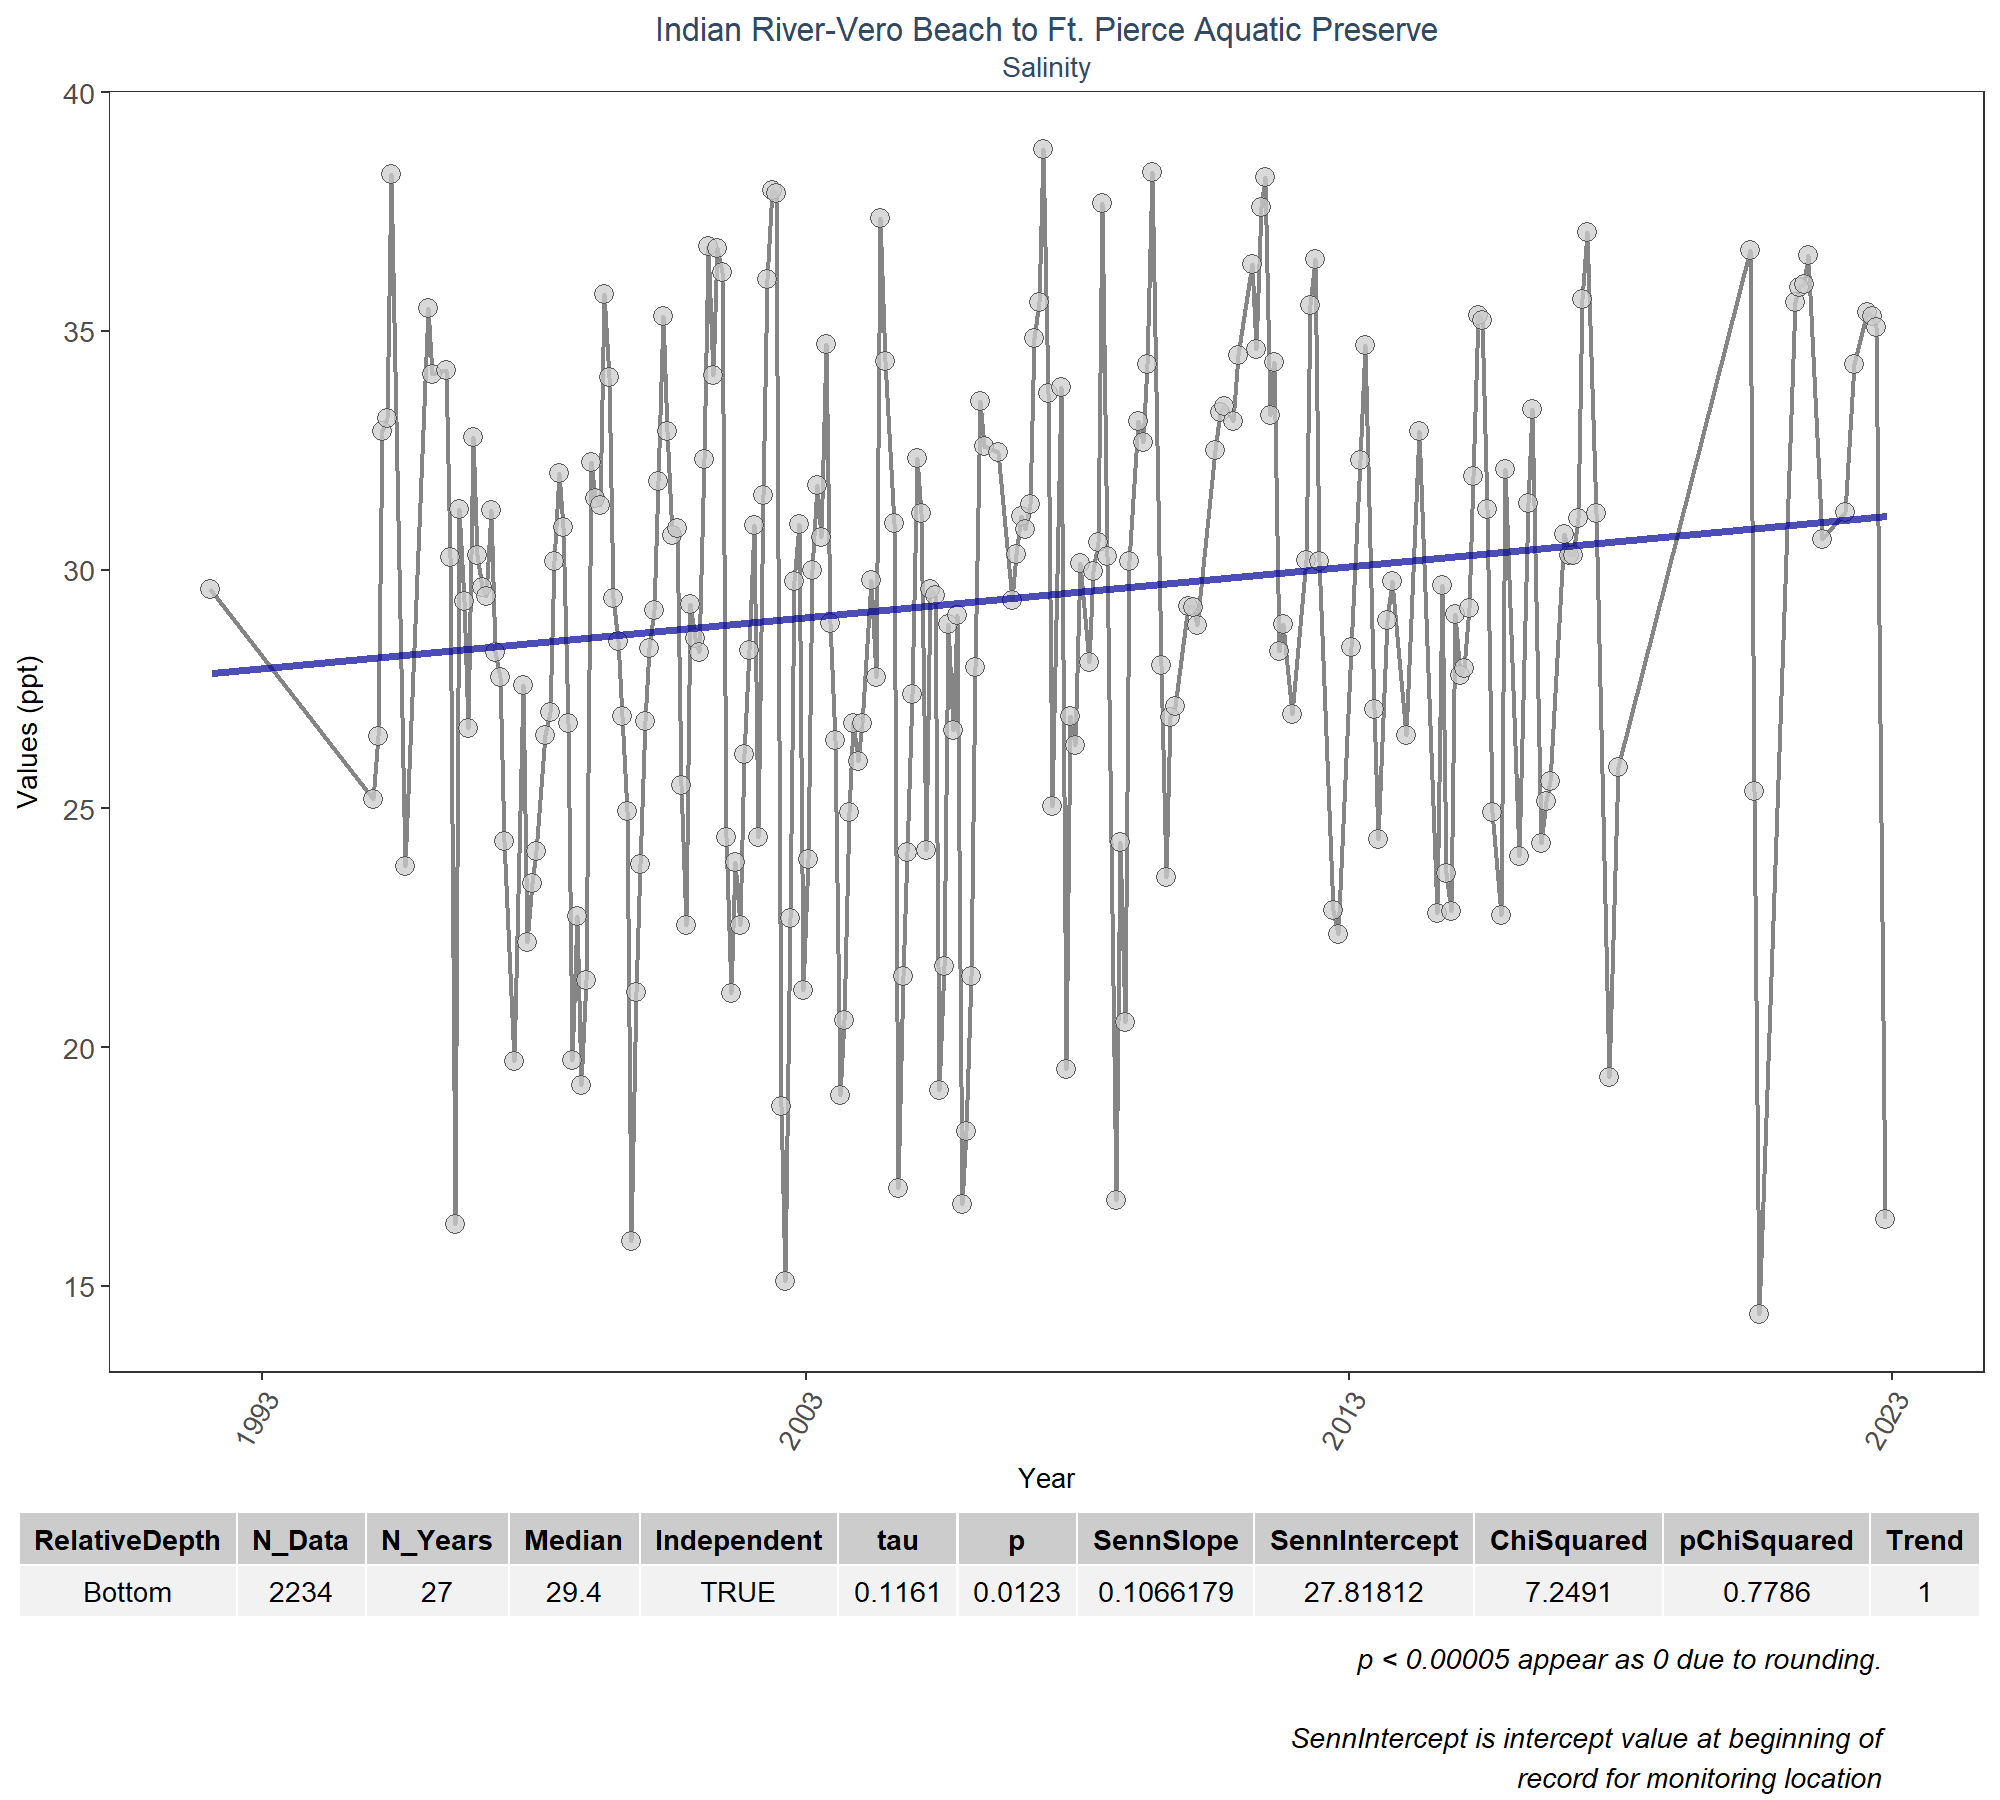 Indian River-Vero Beach to Ft. Pierce Aquatic Preserve
Salinity
40
35
30
25
20
15
Values (ppt)
1993 2003 2013 2023
Year
RelativeDepth N_Data N_Years Median Independent tau p SennSlope SennIntercept ChiSquared pChiSquared Trend
Bottom 2234 27 29.4 TRUE 0.1161 0.0123 0.1066179 27.81812 7.2491 0.7786 1
p < 0.00005 appear as 0 due to rounding.
SennIntercept is intercept value at beginning of
record for monitoring location